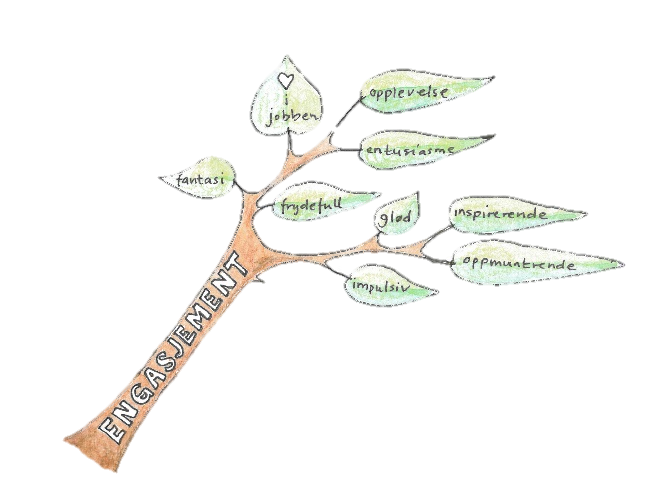 ♡
i
jobben
opplevelse
entusiasme
fantasi
frydefull
glød
inspirerende
oppmuntrende
impulsiv
ENGASJEMENT